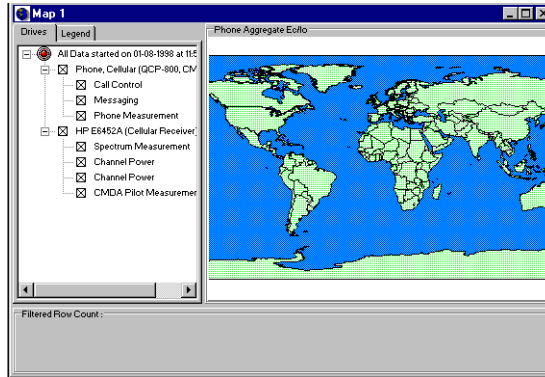 Map 1
Drives
Legend
Phone Aggregate Ec/Io
All Data started on 01-08-1998 at 11:5
Phone, Cellular (QCP-800, CM
Call Control
Messaging
Phone Measurement
HP E6452A (Cellular Receiver
Spectrum Measurement
Channel Power
Channel Power
CMDA Pilot Measuremer
Filtered Row Count :